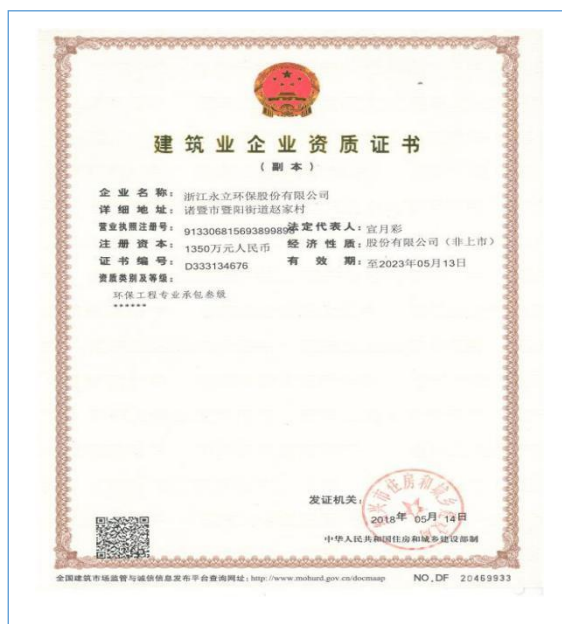 建筑业企业资质证书
(副本)
企业名称：浙江永立环保股份有限公司
详细地址：诸暨市暨阳街道赵家村
营业执照注册号：913306815693899898 法定代表人：宣月彩
注册资本：1350万元人民币 经济性质：股份有限公司（非上市）
证书编号：D333134676 有效期：至2023年05月13日
资质类别及等级：
环保工程专业承包叁级
******
发证机关：
2018年 05月 14日
中华人民共和国住房和城乡建设部制
全国建筑市场监管与诚信信息发布平台查询网址：http://www.mohurd.gov.cn/docmaap NO.DF 20469933